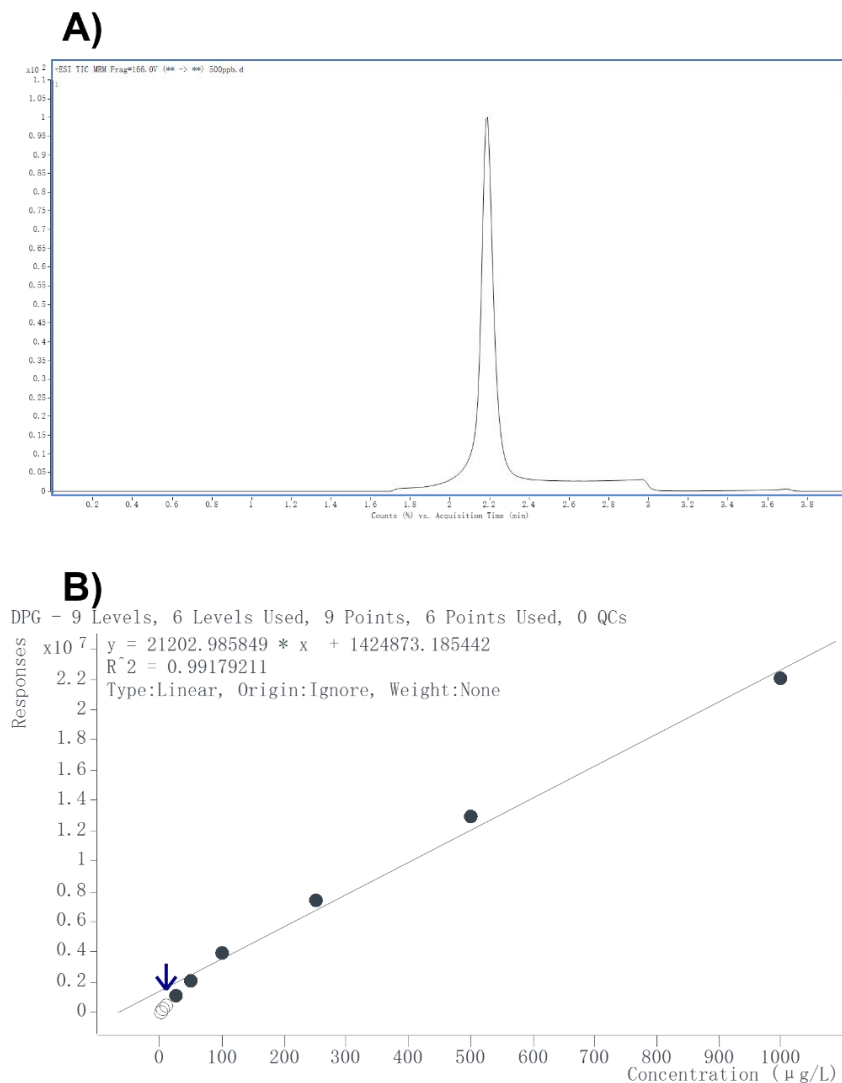 A)
x10 2 +ESI TIC MRM Frag=166.0V (** -> **) 500ppb.d
1.1
1.05
1
0.95
0.9
0.85
0.8
0.75
0.7
0.65
0.6
0.55
0.5
0.45
0.4
0.35
0.3
0.25
0.2
0.15
0.1
0.05
0
0.2 0.4 0.6 0.8 1 1.2 1.4 1.6 1.8 2 2.2 2.4 2.6 2.8 3 3.2 3.4 3.6 3.8
Counts (%) vs. Acquisition Time (min)
B)
DPG - 9 Levels, 6 Levels Used, 9 Points, 6 Points Used, 0 QCs
Responses
x10 7
y = 21202.985849 * x + 1424873.185442
R^2 = 0.99179211
Type:Linear, Origin:Ignore, Weight:None
2.2
2
1.8
1.6
1.4
1.2
1
0.8
0.6
0.4
0.2
0
0 100 200 300 400 500 600 700 800 900 1000
Concentration (μg/L)